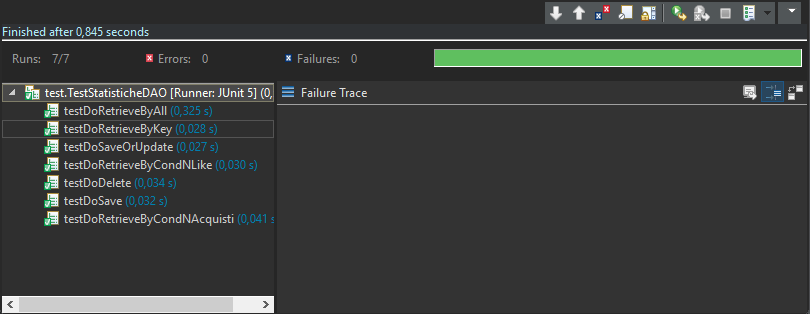 Finished after 0,845 seconds
Runs: 7/7 Errors: 0 Failures: 0
test.TestStatisticheDAO [Runner: JUnit 5] (0,
Failure Trace
testDoRetrieveByAll (0,325 s)
testDoRetrieveByKey (0,028 s)
testDoSaveOrUpdate (0,027 s)
testDoRetrieveByCondNLike (0,030 s)
testDoDelete (0,034 s)
testDoSave (0,032 s)
testDoRetrieveByCondNAcquisti (0,041 s